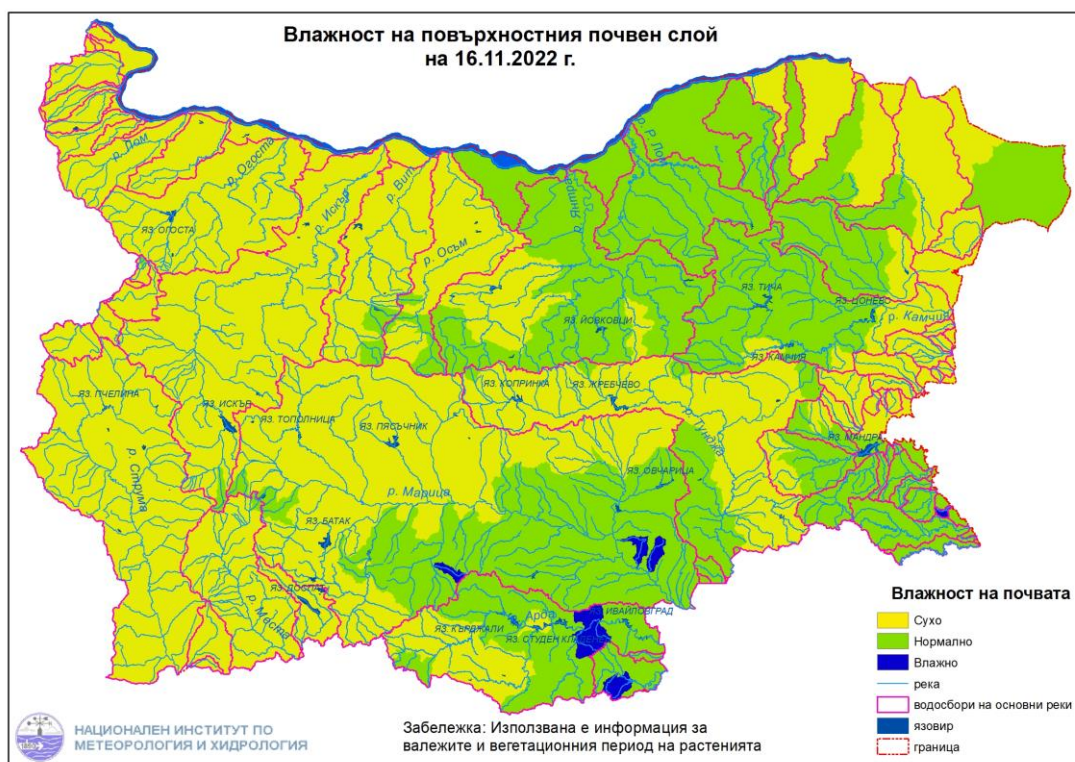 Влажност на повърхностния почвен слой
на 16.11.2022 г.
р. Лом
р. Огоста
р. Искър
р. Вит
р. Осъм
р. Янтра
р. Р Лом
ЯЗ. ОГОСТА
ЯЗ. ТИЧА
ЯЗ. ЦОНЕВО
р. Камчия
ЯЗ. ЙОВКОВЦИ
ЯЗ. КАМЧИЯ
ЯЗ. ПЧЕЛИНА
ЯЗ. ИСКЪР
ЯЗ. ТОПОЛНИЦА
ЯЗ. ПЯСЪЧНИК
ЯЗ. КОПРИНКА
ЯЗ. ЖРЕБЧЕВО
р. Тунджа
ЯЗ. МАНДРА
р. Струма
р. Марица
ЯЗ. ОВЧАРИЦА
ЯЗ. БАТАК
ЯЗ. ДОСПАТ
р. Места
ЯЗ. КЪРДЖАЛИ
Арда
ИВАЙЛОВГРАД
ЯЗ. СТУДЕН
Влажност на почвата
Сухо
Нормално
Влажно
река
водосбори на основни реки
язовир
граница
НАЦИОНАЛЕН ИНСТИТУТ ПО
МЕТЕОРОЛОГИЯ И ХИДРОЛОГИЯ
Забележка: Използвана е информация за
валежите и вегетационния период на растенията